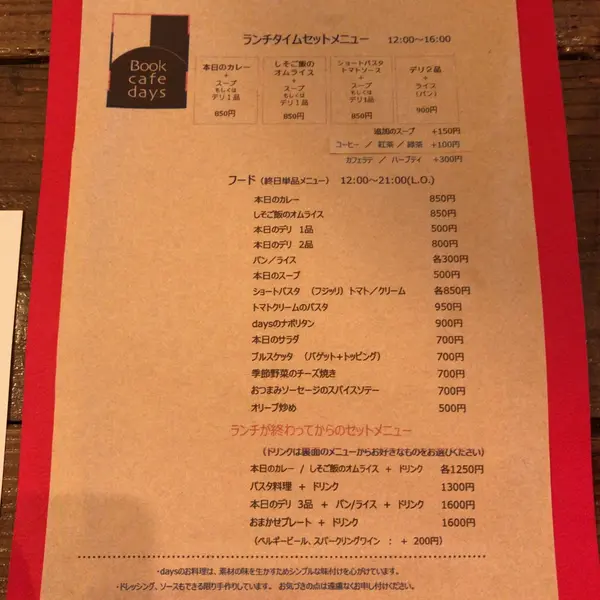 Book
cafe
days
ランチタイムセットメニュー 12:00～16:00
本日のカレー
+
スープ
もしくは
デリ1品
850円
しそご飯の
オムライス
+
スープ
もしくは
デリ1品
850円
ショートパスタ
トマトソース
+
スープ
もしくは
デリ1品
850円
デリ2品
+
ライス
(パン)
900円
追加のスープ +150円
コーヒー / 紅茶 / 緑茶 +100円
カフェラテ / ハーブティ +300円
フード (終日単品メニュー) 12:00～21:00(L.O.)
本日のカレー 850円
しそご飯のオムライス 850円
本日のデリ 1品 500円
本日のデリ 2品 800円
パン/ライス 各300円
本日のスープ 500円
ショートパスタ (フジッリ) トマト/クリーム 各850円
トマトクリームのパスタ 950円
daysのナポリタン 900円
本日のサラダ 700円
ブルスケッタ (バゲット+トッピング) 700円
季節野菜のチーズ焼き 700円
おつまみソーセージのスパイスソテー 700円
オリーブ炒め 500円
ランチが終わってからのセットメニュー
(ドリンクは裏面のメニューからお好きなものをお選びください)
本日のカレー / しそご飯のオムライス + ドリンク 各1250円
パスタ料理 + ドリンク 1300円
本日のデリ 3品 + パン/ライス + ドリンク 1600円
おまかせプレート + ドリンク 1600円
(ベルギービール、スパークリングワイン : + 200円)
・daysのお料理は、素材の味を生かすためシンプルな味付を心がけています。
・ドレッシング、ソースもできる限り手作りしています。 お気づきの点は遠慮なくお申し付けください。